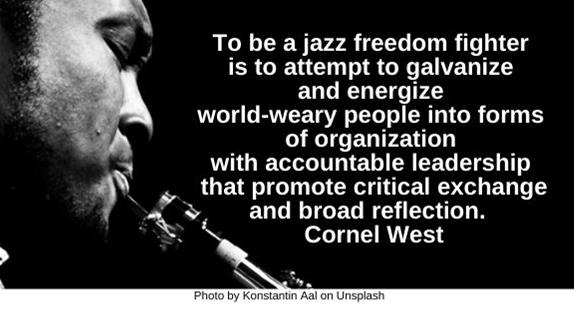 To be a jazz freedom fighter
is to attempt to galvanize
and energize
world-weary people into forms
of organization
with accountable leadership
that promote critical exchange
and broad reflection.
Cornel West
Photo by Konstantin Aal on Unsplash